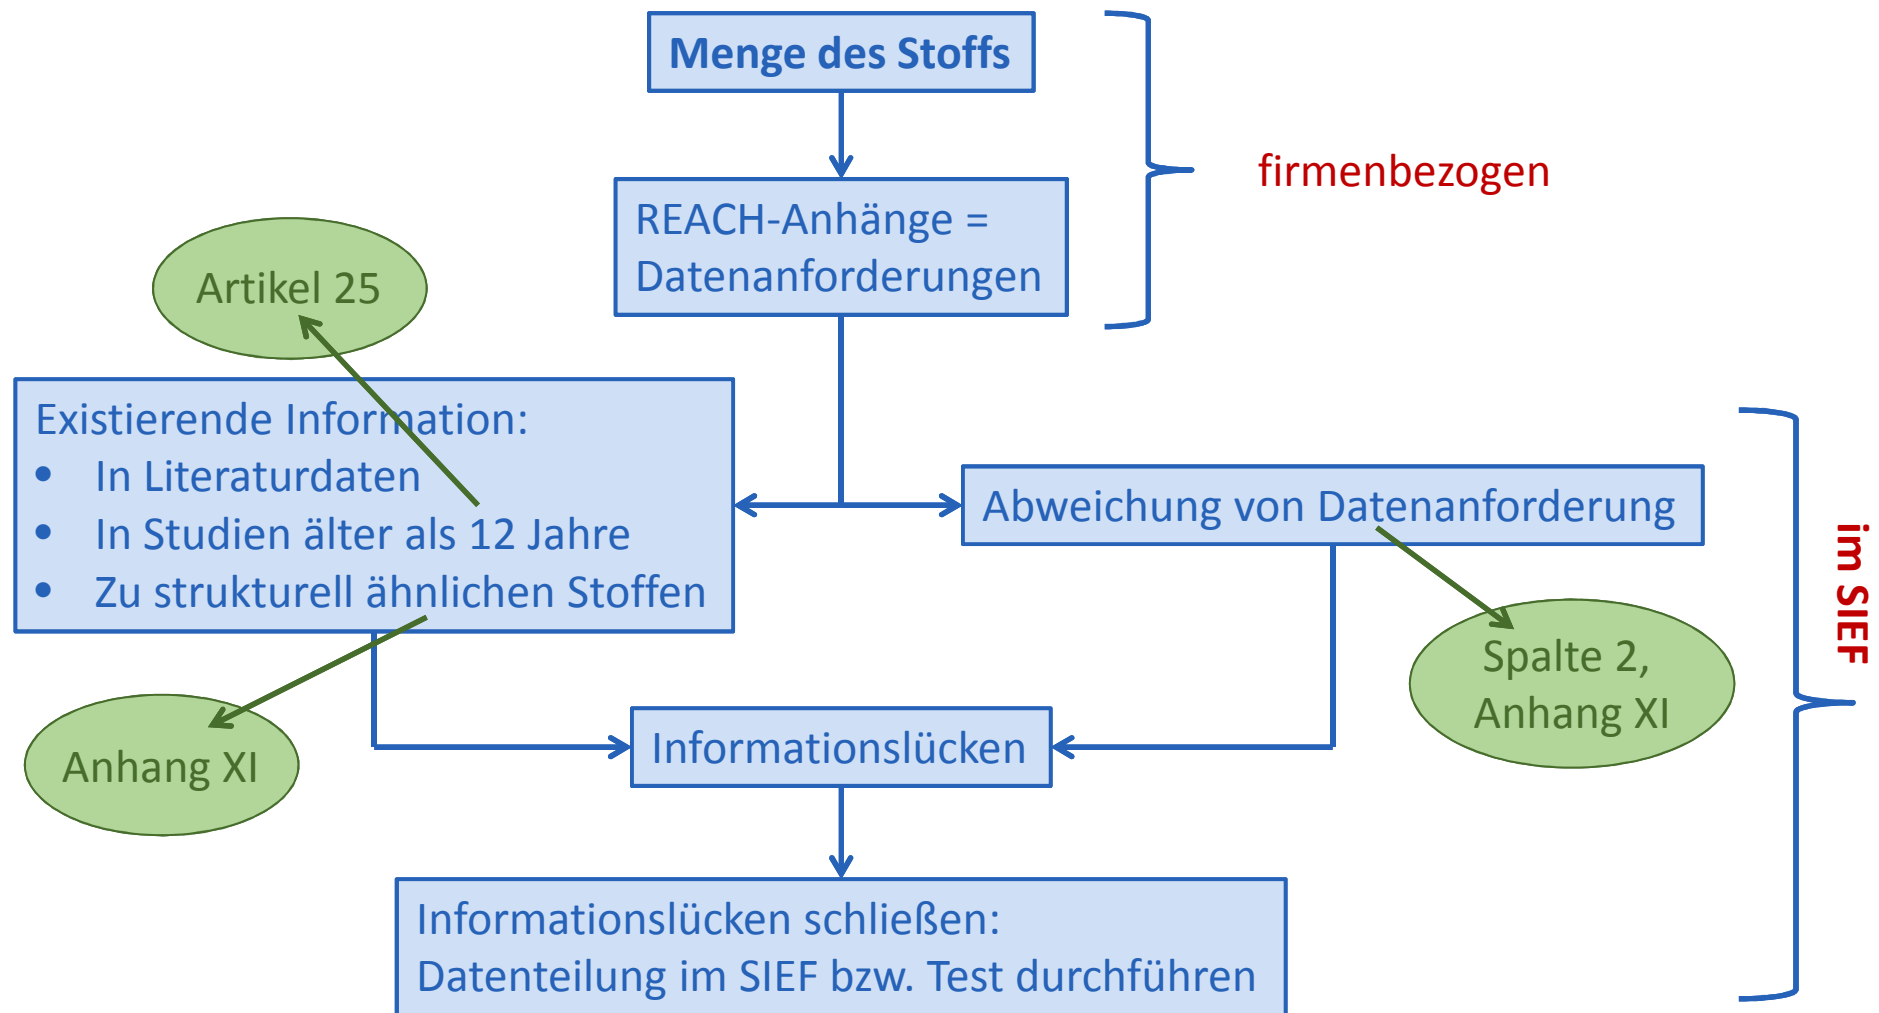 Menge des Stoffs
firmenbezogen
REACH-Anhänge =
Datenanforderungen
Artikel 25
Existierende Information:
• In Literaturdaten
• In Studien älter als 12 Jahre
• Zu strukturell ähnlichen Stoffen
Abweichung von Datenanforderung
im SIEF
Spalte 2,
Anhang XI
Anhang XI
Informationslücken
Informationslücken schließen:
Datenteilung im SIEF bzw. Test durchführen